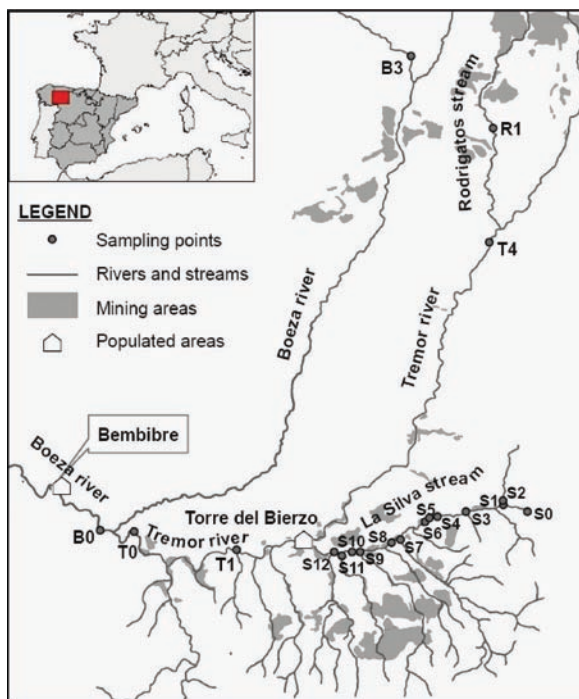 B3
Rodrigatos stream
R1
T4
LEGEND
Sampling points
Rivers and streams
Mining areas
Populated areas
Boeza river
Tremor river
Bembibre
Boeza river
La Silva stream
Torre del Bierzo
Tremor river
B0
T0
T1
S12
S11
S10
S9
S8
S7
S6
S5
S4
S3
S1
S2
S0